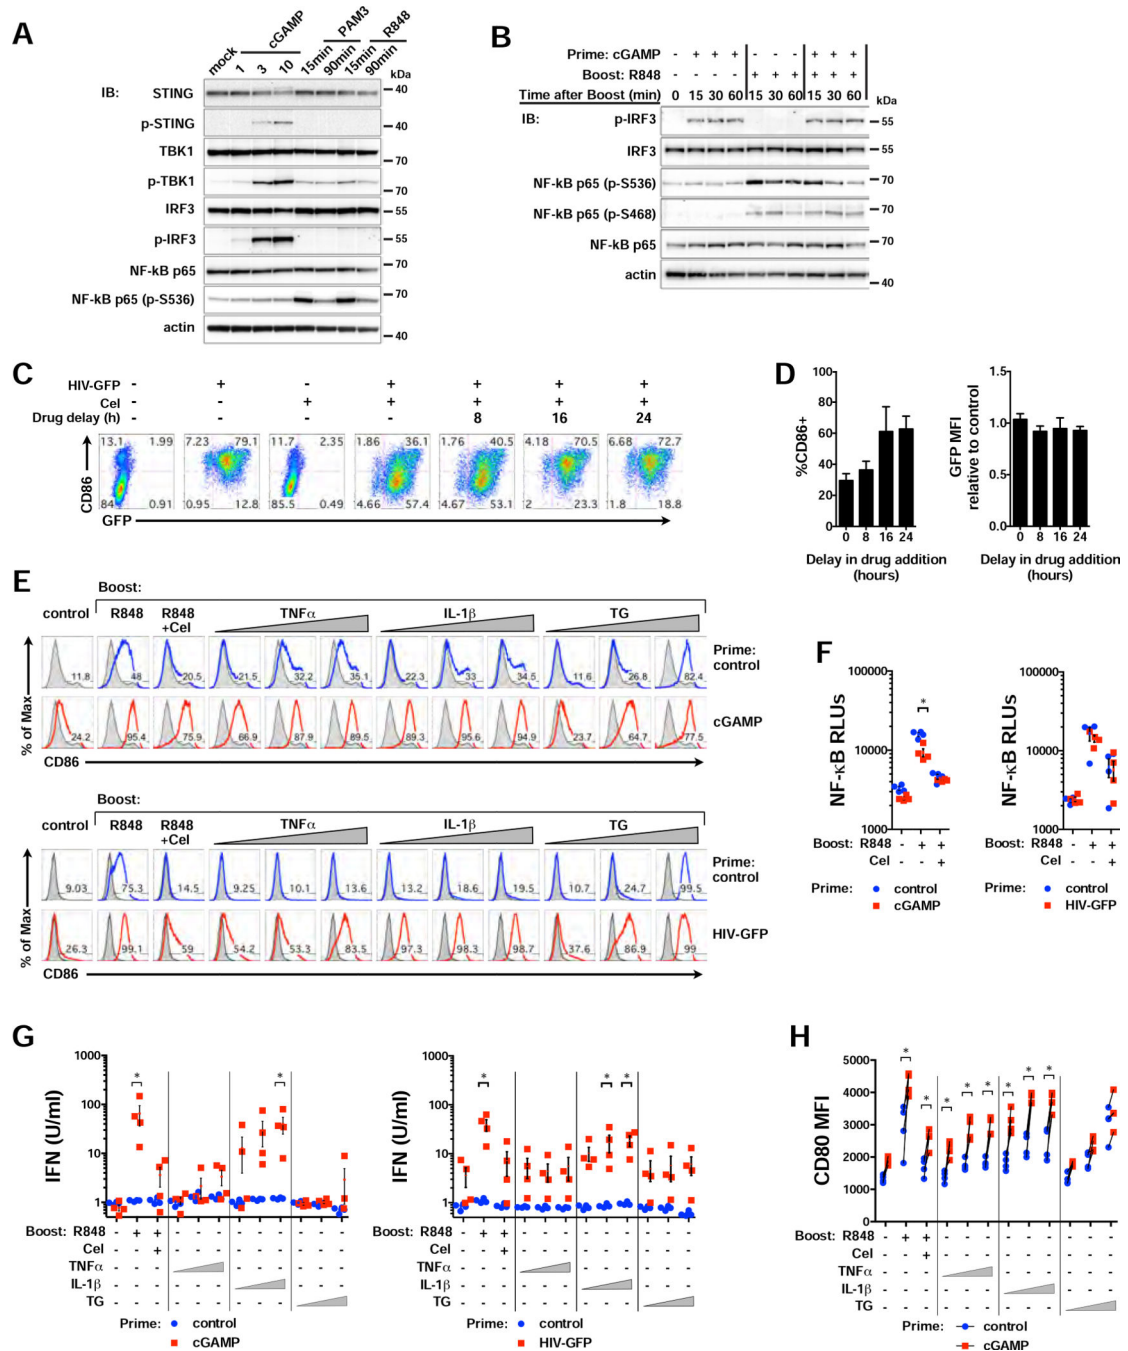 A
mock
cGAMP
PAM3
R848
1
3
10
15min
90min
15min
90min
kDa
IB:
STING
40
p-STING
40
TBK1
70
p-TBK1
70
IRF3
55
p-IRF3
55
NF-kB p65
70
NF-kB p65 (p-S536)
70
actin
40
B
Prime: cGAMP - + + + - - - + + +
Boost: R848 - - - - + + + + + +
Time after Boost (min) 0 15 30 60 15 30 60 15 30 60
kDa
IB:
p-IRF3
55
IRF3
55
NF-kB p65 (p-S536)
70
NF-kB p65 (p-S468)
70
NF-kB p65
70
actin
40
C
HIV-GFP - + - + + + +
Cel - - + + + + +
Drug delay (h) - - - - 8 16 24
13.1 1.99 7.23 79.1 11.7 2.35 1.86 36.1 1.76 40.5 4.18 70.5 6.68 72.7
84 0.91 0.95 12.8 85.5 0.49 4.66 57.4 4.67 53.1 2 23.3 1.8 18.8
CD86
GFP
D
%CD86+
100
80
60
40
20
0
0 8 16 24
Delay in drug addition
(hours)
GFP MFI
relative to control
1.5
1.0
0.5
0.0
0 8 16 24
Delay in drug addition
(hours)
E
Boost:
control R848 R848 +Cel TNFα IL-1β TG
11.8 48 20.5 21.5 32.2 35.1 22.3 33 34.5 11.6 26.8 82.4
Prime:
control
24.2 95.4 75.9 66.9 87.9 89.5 89.3 95.6 94.9 23.7 64.7 77.5
cGAMP
% of Max
CD86
Boost:
control R848 R848 +Cel TNFα IL-1β TG
9.03 75.3 14.5 9.25 10.1 13.6 13.2 18.6 19.5 10.7 24.7 99.5
Prime:
control
26.3 99.1 59 54.2 53.3 83.5 97.3 98.3 98.7 37.6 86.9 99
HIV-GFP
% of Max
CD86
F
NF-κB RLUs
100000
10000
1000
*
Boost: R848 - + +
Cel - - +
Prime: control
cGAMP
NF-κB RLUs
100000
10000
1000
Boost: R848 - + +
Cel - - +
Prime: control
HIV-GFP
G
IFN (U/ml)
1000
100
10
1
* *
Boost: R848 - + + - - - - - - - - -
Cel - - + - - - - - - - - -
TNFα - - - - - - - - -
IL-1β - - - - - - - - -
TG - - - - - - - - -
Prime: control
cGAMP
IFN (U/ml)
1000
100
10
1
* * *
- + + - - - - - - - - -
- - + - - - - - - - - -
- - - - - - - - -
- - - - - - - - -
- - - - - - - - -
Prime: control
HIV-GFP
H
CD80 MFI
5000
4000
3000
2000
1000
0
* * * * * * * *
Boost: R848 - + + - - - - - - - - -
Cel - - + - - - - - - - - -
TNFα - - - - - - - - -
IL-1β - - - - - - - - -
TG - - - - - - - - -
Prime: control
cGAMP